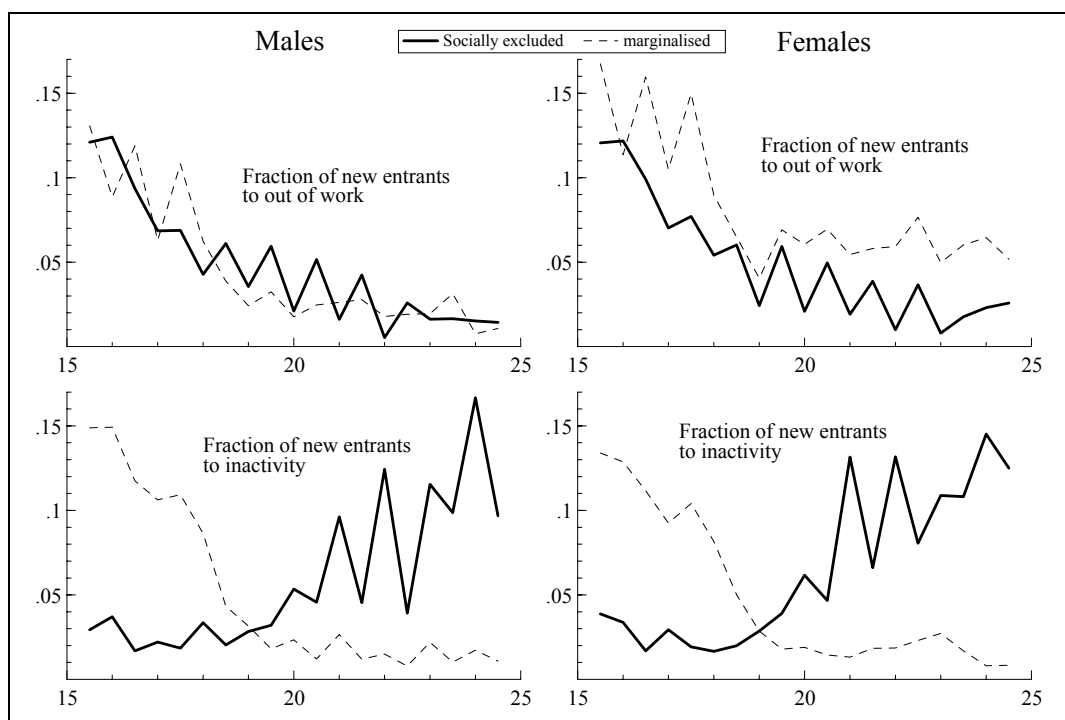 Males
Socially excluded
marginalised
Females
.15
.1
.05
15
20
25
Fraction of new entrants
to out of work
.15
.1
.05
15
20
25
Fraction of new entrants
to out of work
.15
.1
.05
15
20
25
Fraction of new entrants
to inactivity
.15
.1
.05
15
20
25
Fraction of new entrants
to inactivity